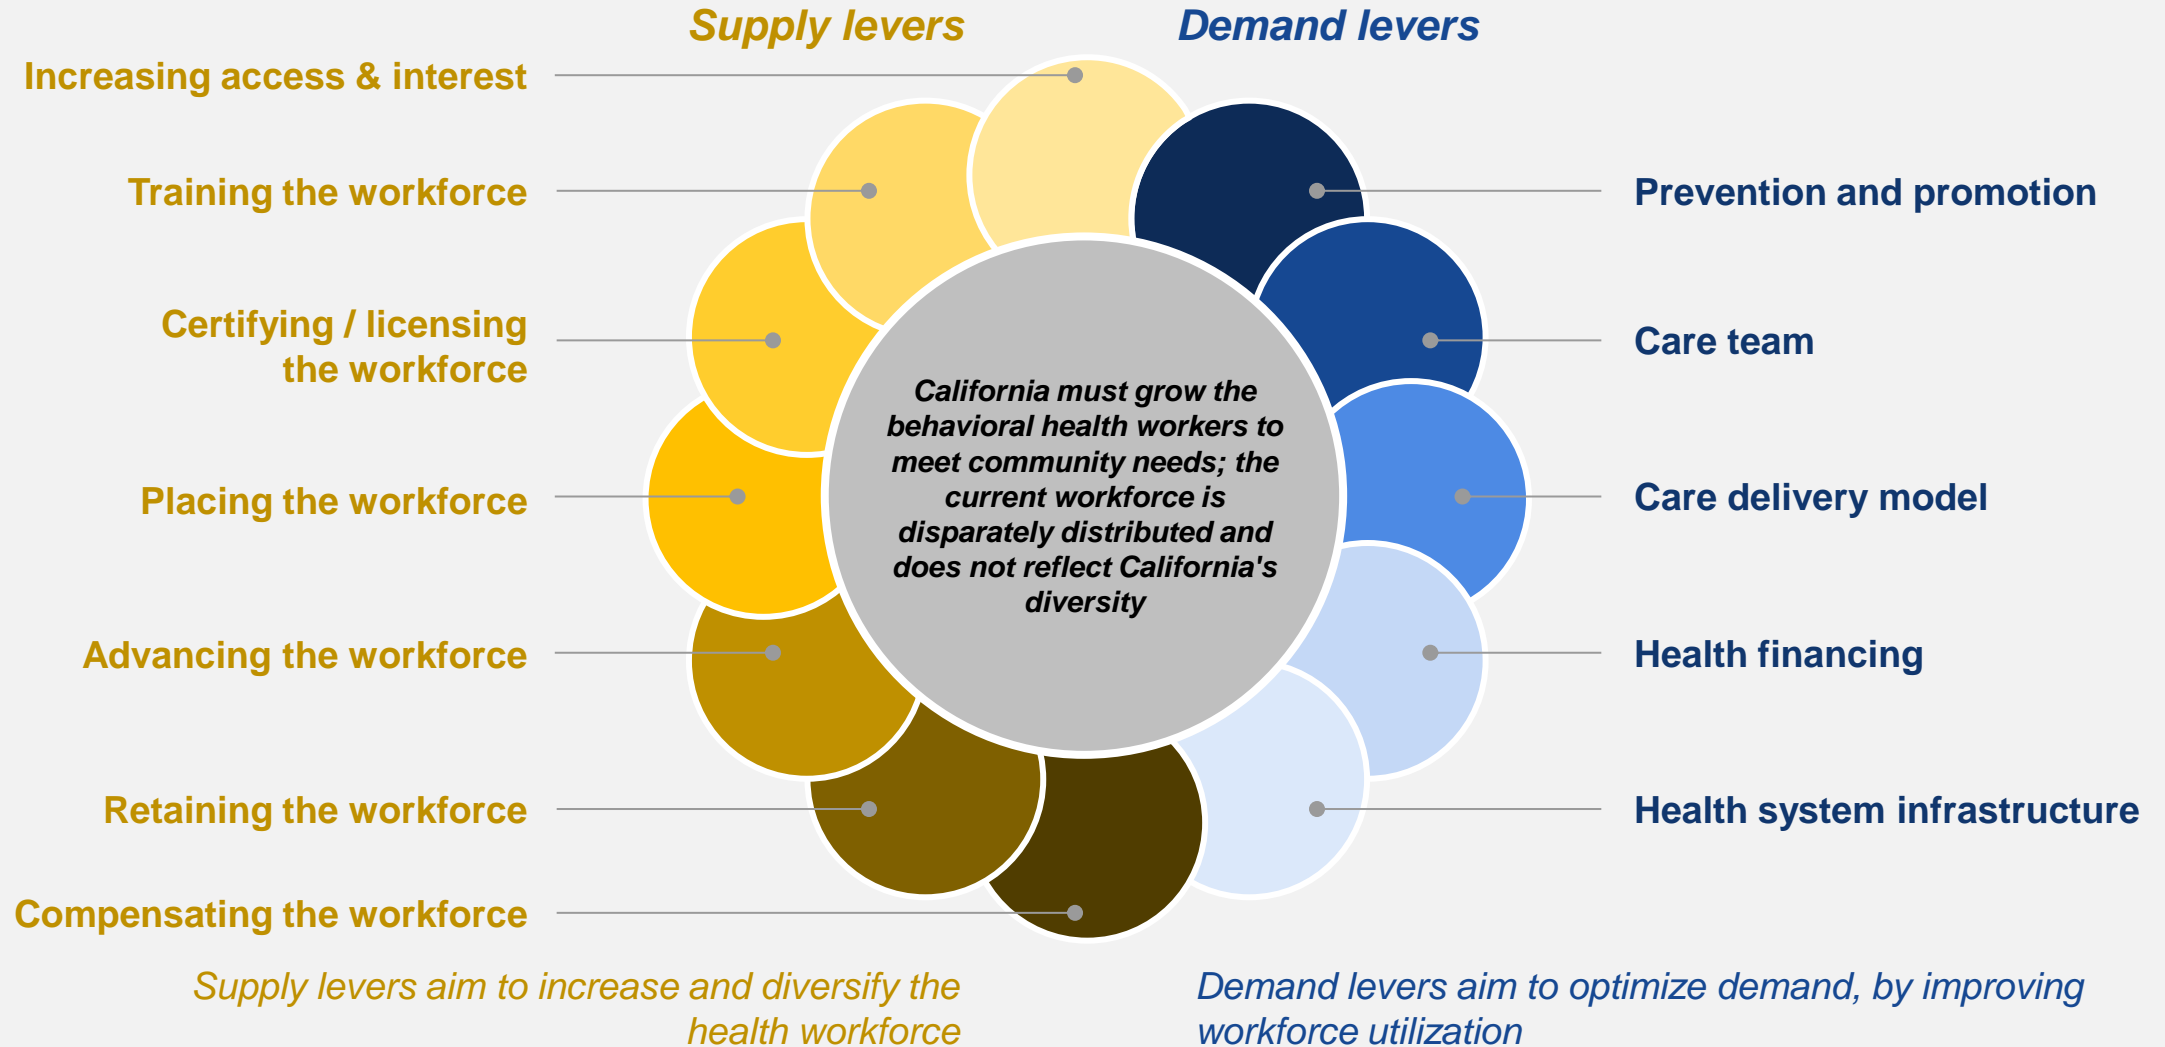 Supply levers
Demand levers
Increasing access & interest
Training the workforce
Certifying / licensing
the workforce
Placing the workforce
Advancing the workforce
Retaining the workforce
Compensating the workforce
California must grow the
behavioral health workers to
meet community needs; the
current workforce is
disparately distributed and
does not reflect California's
diversity
Prevention and promotion
Care team
Care delivery model
Health financing
Health system infrastructure
Supply levers aim to increase and diversify the
health workforce
Demand levers aim to optimize demand, by improving
workforce utilization